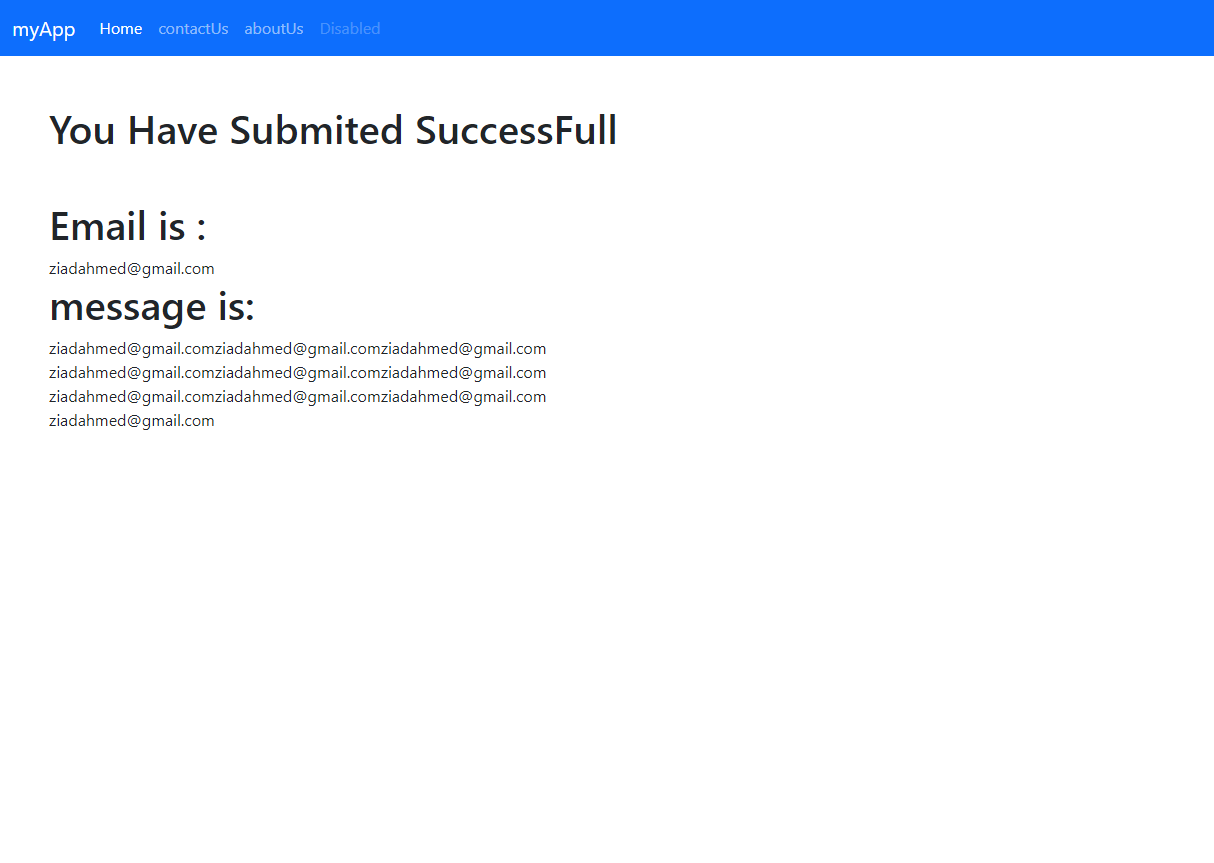 myApp Home contactUs aboutUs Disabled
You Have Submited SuccessFull
Email is :
ziadahmed@gmail.com
message is:
ziadahmed@gmail.comziadahmed@gmail.comziadahmed@gmail.com
ziadahmed@gmail.comziadahmed@gmail.comziadahmed@gmail.com
ziadahmed@gmail.comziadahmed@gmail.comziadahmed@gmail.com
ziadahmed@gmail.com